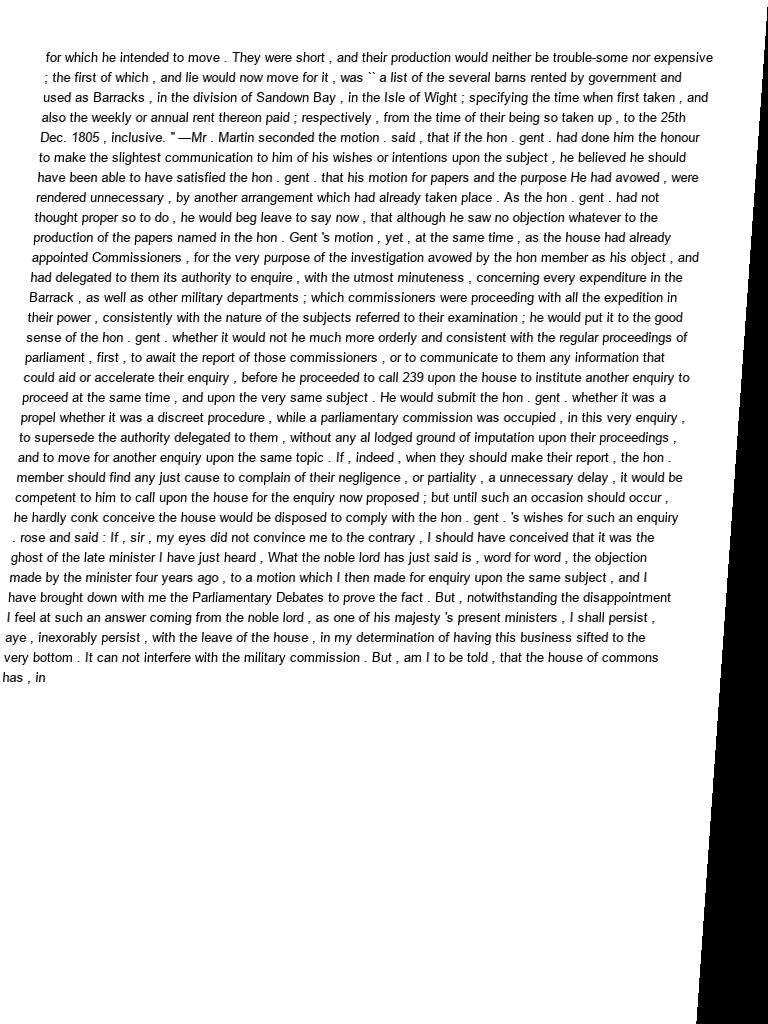 for which he intended to move . They were short , and their production would neither be trouble-some nor expensive
; the first of which , and lie would now move for it , was `` a list of the several barns rented by government and
used as Barracks , in the division of Sandown Bay , in the Isle of Wight ; specifying the time when first taken , and
also the weekly or annual rent thereon paid ; respectively , from the time of their being so taken up , to the 25th
Dec. 1805 , inclusive. " —Mr . Martin seconded the motion . said , that if the hon . gent . had done him the honour
to make the slightest communication to him of his wishes or intentions upon the subject , he believed he should
have been able to have satisfied the hon . gent . that his motion for papers and the purpose He had avowed , were
rendered unnecessary , by another arrangement which had already taken place . As the hon . gent . had not
thought proper so to do , he would beg leave to say now , that although he saw no objection whatever to the
production of the papers named in the hon . Gent 's motion , yet , at the same time , as the house had already
appointed Commissioners , for the very purpose of the investigation avowed by the hon member as his object , and
had delegated to them its authority to enquire , with the utmost minuteness , concerning every expenditure in the
Barrack , as well as other military departments ; which commissioners were proceeding with all the expedition in
their power , consistently with the nature of the subjects referred to their examination ; he would put it to the good
sense of the hon . gent . whether it would not he much more orderly and consistent with the regular proceedings of
parliament , first , to await the report of those commissioners , or to communicate to them any information that
could aid or accelerate their enquiry , before he proceeded to call 239 upon the house to institute another enquiry to
proceed at the same time , and upon the very same subject . He would submit the hon . gent . whether it was a
propel whether it was a discreet procedure , while a parliamentary commission was occupied , in this very enquiry ,
to supersede the authority delegated to them , without any al lodged ground of imputation upon their proceedings ,
and to move for another enquiry upon the same topic . If , indeed , when they should make their report , the hon .
member should find any just cause to complain of their negligence , or partiality , a unnecessary delay , it would be
competent to him to call upon the house for the enquiry now proposed ; but until such an occasion should occur ,
he hardly conk conceive the house would be disposed to comply with the hon . gent . 's wishes for such an enquiry
. rose and said : If , sir , my eyes did not convince me to the contrary , I should have conceived that it was the
ghost of the late minister I have just heard , What the noble lord has just said is , word for word , the objection
made by the minister four years ago , to a motion which I then made for enquiry upon the same subject , and I
have brought down with me the Parliamentary Debates to prove the fact . But , notwithstanding the disappointment
I feel at such an answer coming from the noble lord , as one of his majesty 's present ministers , I shall persist ,
aye , inexorably persist , with the leave of the house , in my determination of having this business sifted to the
very bottom . It can not interfere with the military commission . But , am I to be told , that the house of commons
has , in